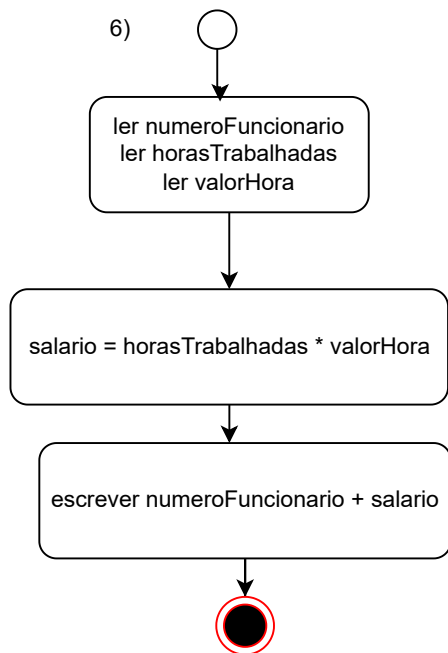 6)
ler numeroFuncionario
ler horasTrabalhadas
ler valorHora
salario = horasTrabalhadas * valorHora
escrever numeroFuncionario + salario